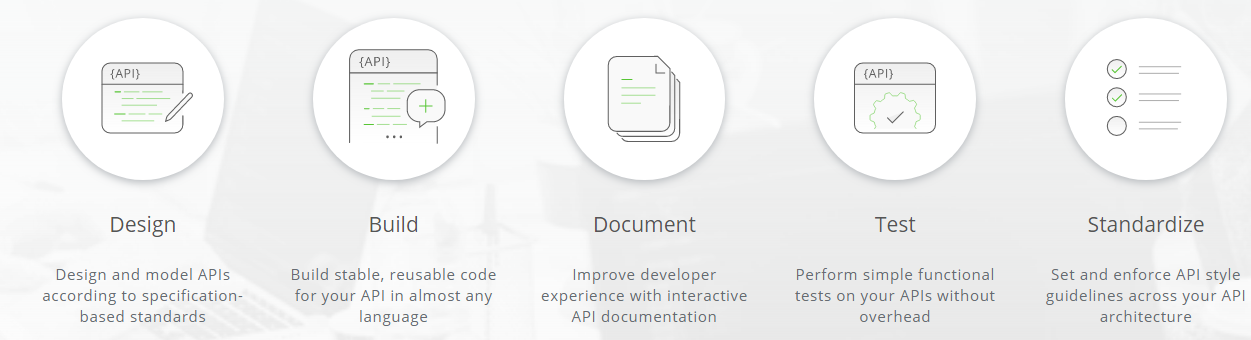 {API}
{API}
{API}
Design
Build
Document
Test
Standardize
Design and model APIs
according to specification-
based standards
Build stable, reusable code
for your API in almost any
language
Improve developer
experience with interactive
API documentation
Perform simple functional
tests on your APIs without
overhead
Set and enforce API style
guidelines across your API
architecture